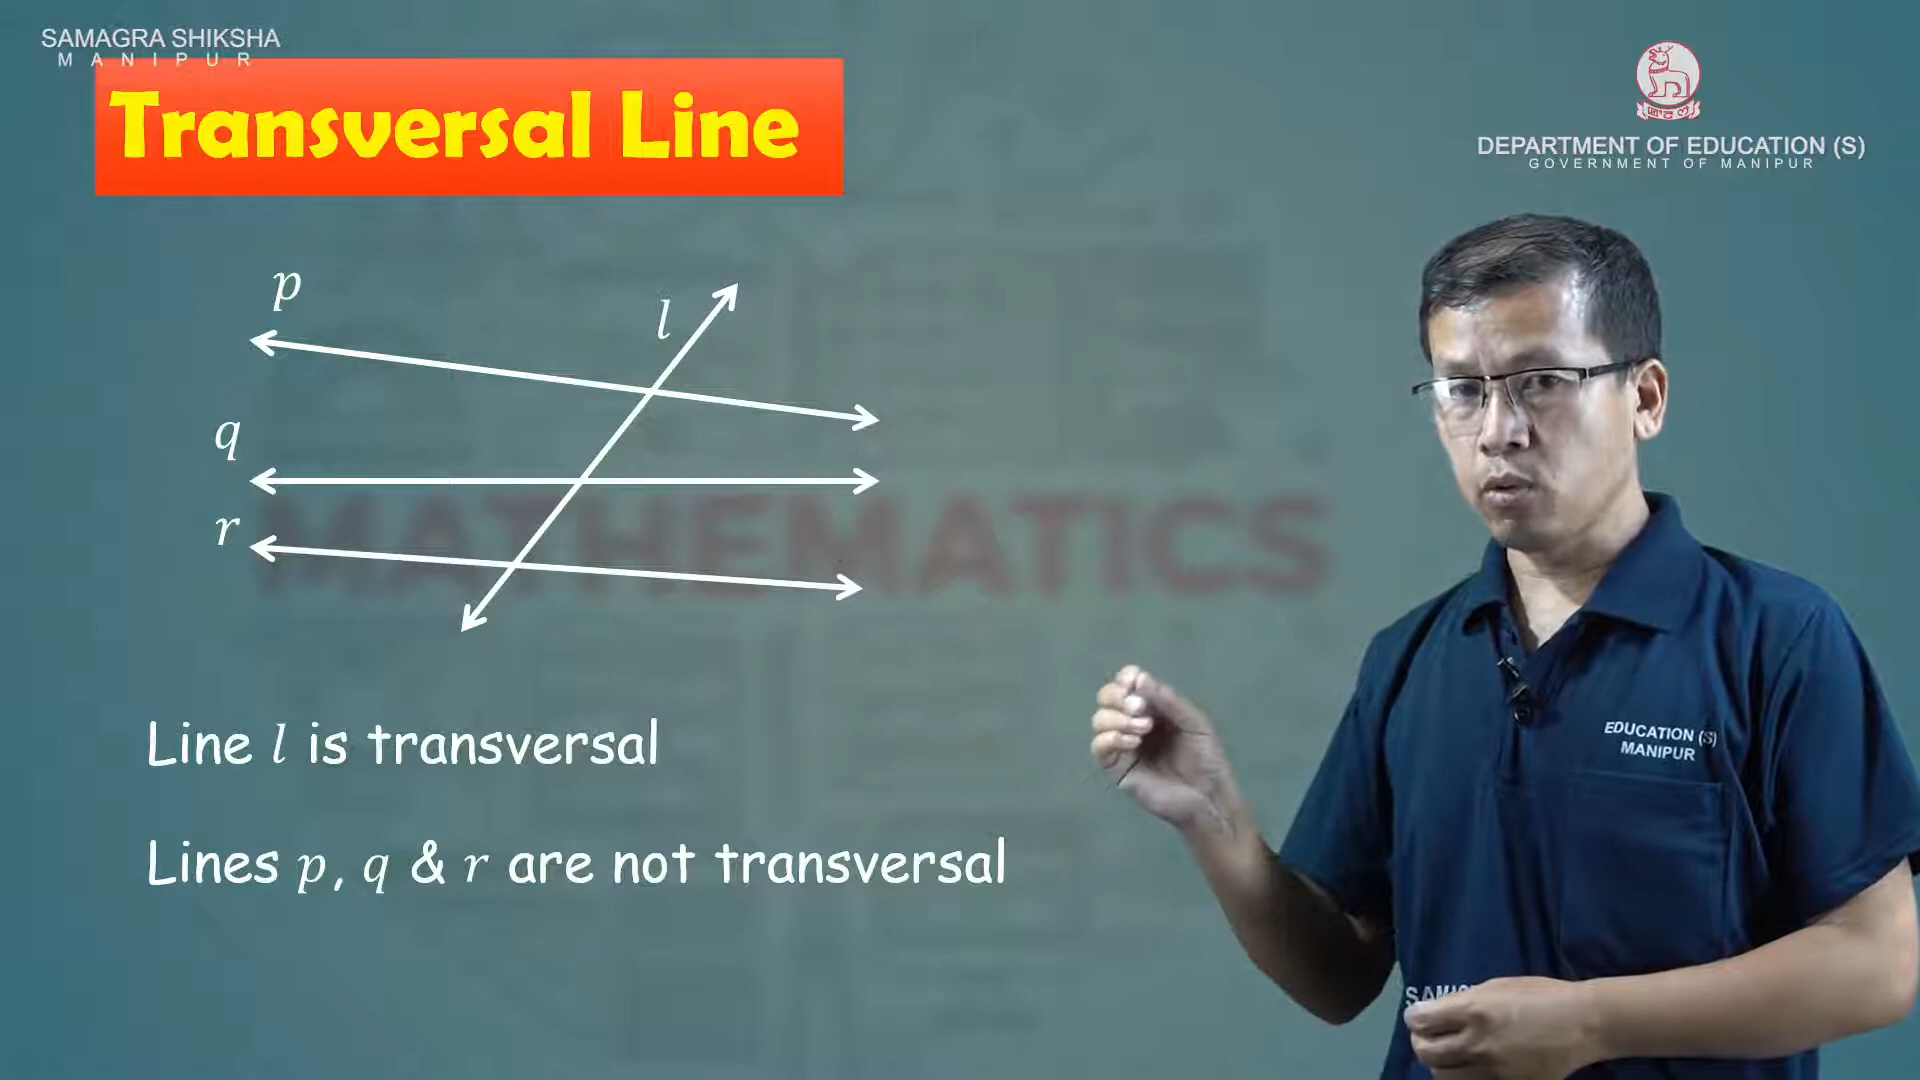 SAMAGRA SHIKSHA
MANIPUR
Transversal Line
DEPARTMENT OF EDUCATION (S)
GOVERNMENT OF MANIPUR
p
l
q
r
MATHEMATICS
Line l is transversal
Lines p, q & r are not transversal
EDUCATION (S)
MANIPUR